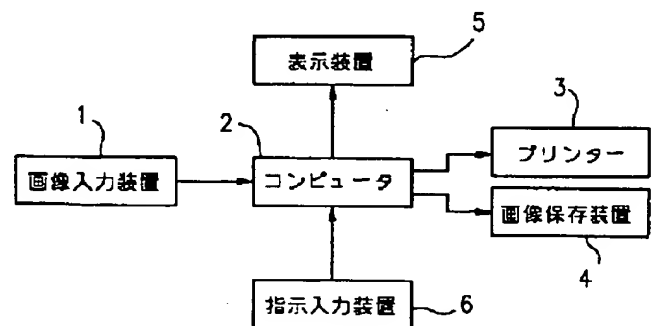 5
表示装置
1
2
3
画像入力装置
コンピュータ
プリンター
画像保存装置
4
指示入力装置
6